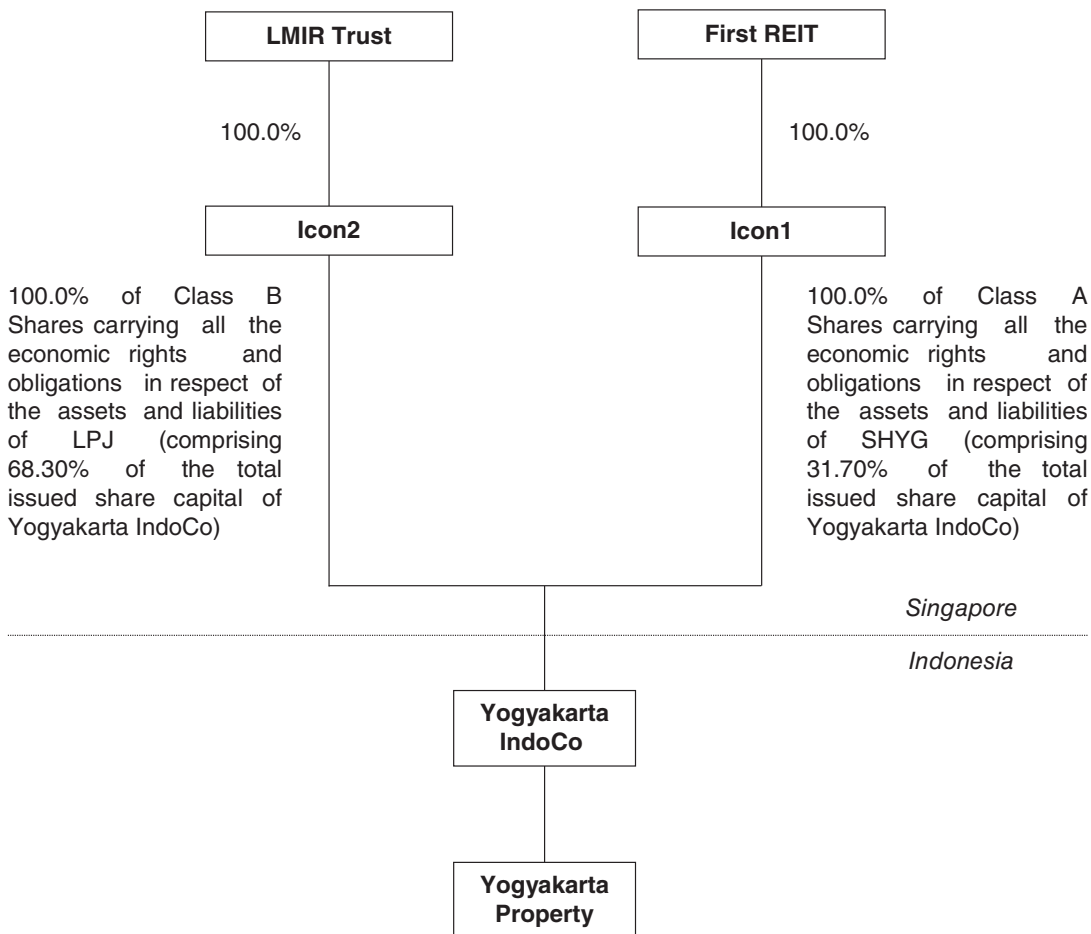 LMIR Trust
First REIT
100.0%
100.0%
Icon2
Icon1
100.0% of Class B
Shares carrying all the
economic rights and
obligations in respect of
the assets and liabilities
of LPJ (comprising
68.30% of the total
issued share capital of
Yogyakarta IndoCo)
100.0% of Class A
Shares carrying all the
economic rights and
obligations in respect of
the assets and liabilities
of SHYG (comprising
31.70% of the total
issued share capital of
Yogyakarta IndoCo)
Singapore
Indonesia
Yogyakarta
IndoCo
Yogyakarta
Property